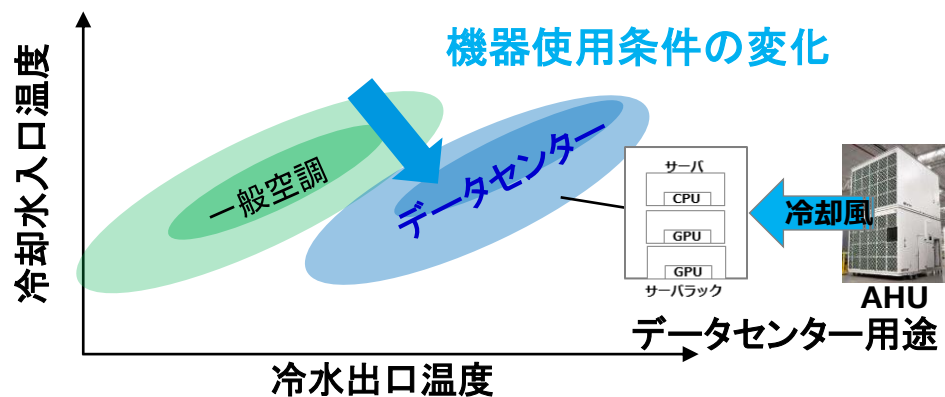 機器使用条件の変化
冷却水入口温度
一般空調
データセンター
サーバ
CPU
GPU
GPU
サーバラック
冷却風
AHU
データセンター用途
冷水出口温度